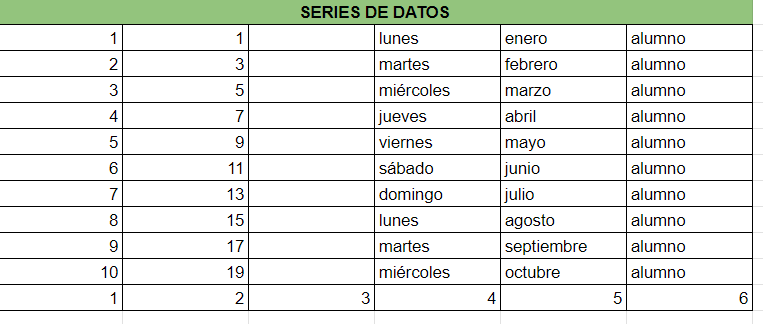 SERIES DE DATOS
1 1 lunes enero alumno
2 3 martes febrero alumno
3 5 miércoles marzo alumno
4 7 jueves abril alumno
5 9 viernes mayo alumno
6 11 sábado junio alumno
7 13 domingo julio alumno
8 15 lunes agosto alumno
9 17 martes septiembre alumno
10 19 miércoles octubre alumno
1 2 3 4 5 6